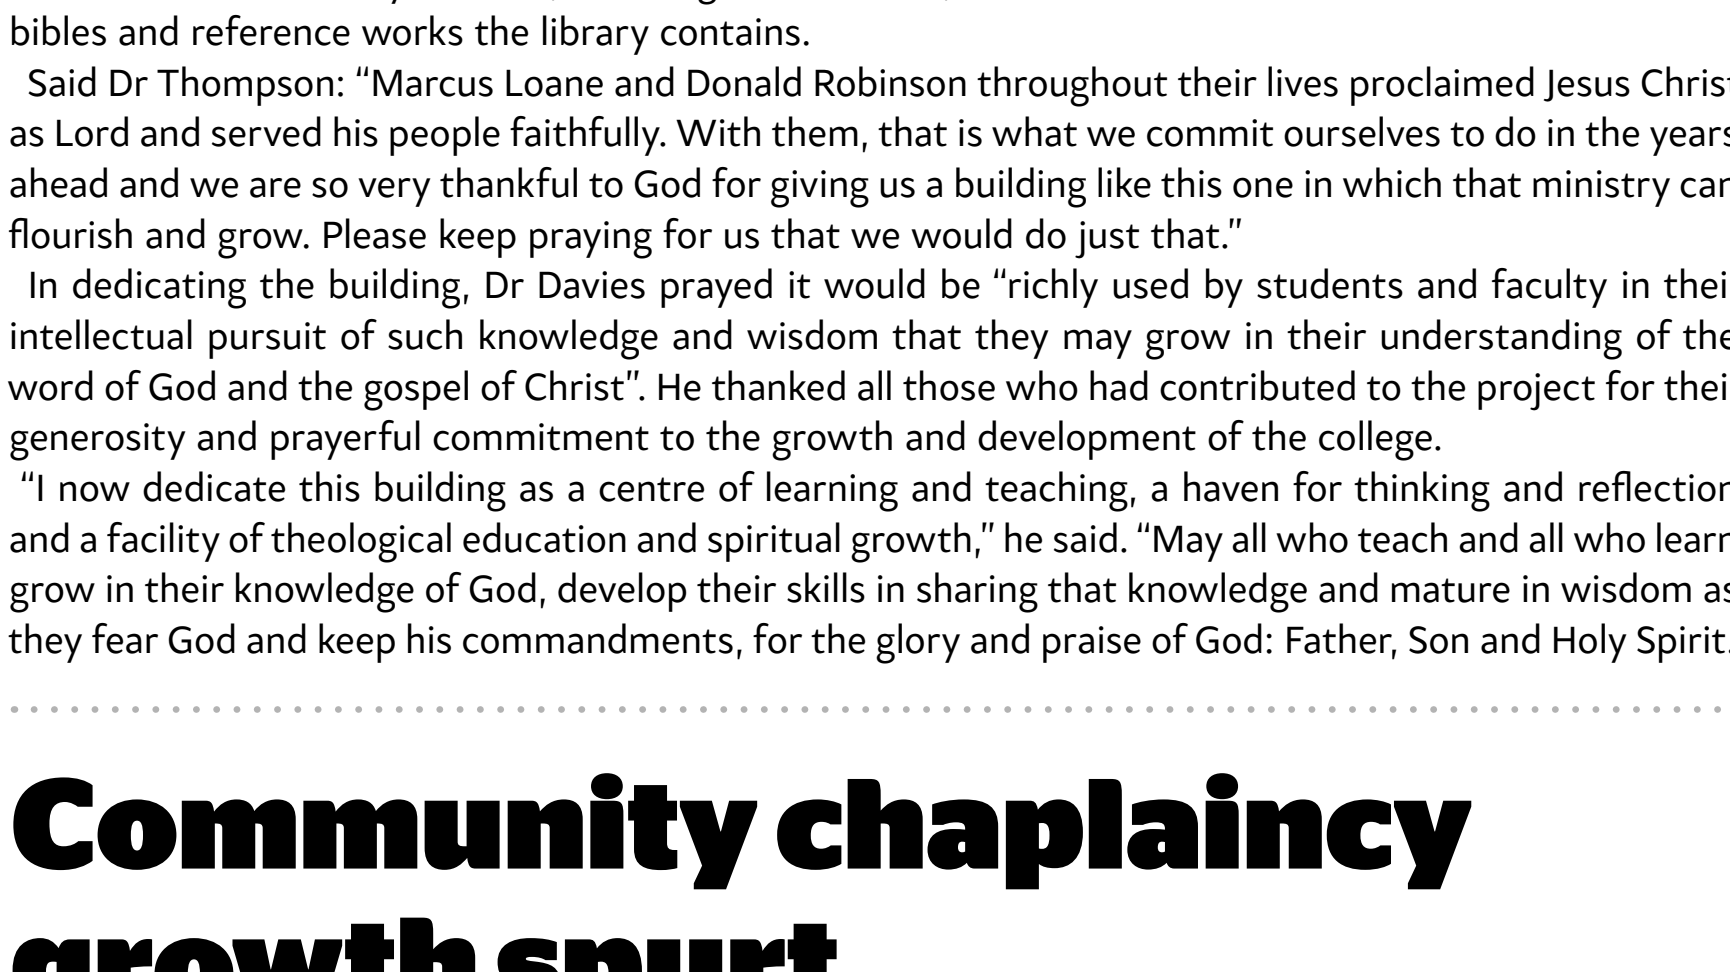 bibles and reference works the library contains.
Said Dr Thompson: “Marcus Loane and Donald Robinson throughout their lives proclaimed Jesus Christ
as Lord and served his people faithfully. With them, that is what we commit ourselves to do in the years
ahead and we are so very thankful to God for giving us a building like this one in which that ministry can
flourish and grow. Please keep praying for us that we would do just that.”
In dedicating the building, Dr Davies prayed it would be “richly used by students and faculty in thei
intellectual pursuit of such knowledge and wisdom that they may grow in their understanding of the
word of God and the gospel of Christ”. He thanked all those who had contributed to the project for thei
generosity and prayerful commitment to the growth and development of the college.
“I now dedicate this building as a centre of learning and teaching, a haven for thinking and reflection
and a facility of theological education and spiritual growth,” he said. “May all who teach and all who learn
grow in their knowledge of God, develop their skills in sharing that knowledge and mature in wisdom as
they fear God and keep his commandments, for the glory and praise of God: Father, Son and Holy Spirit.
Community chaplaincy
growth spurt